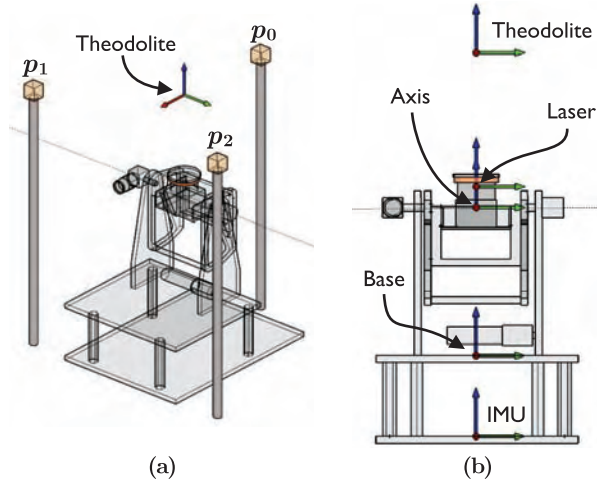 Theodolite
p0
p1
p2
(a)
Theodolite
Axis
Laser
Base
IMU
(b)